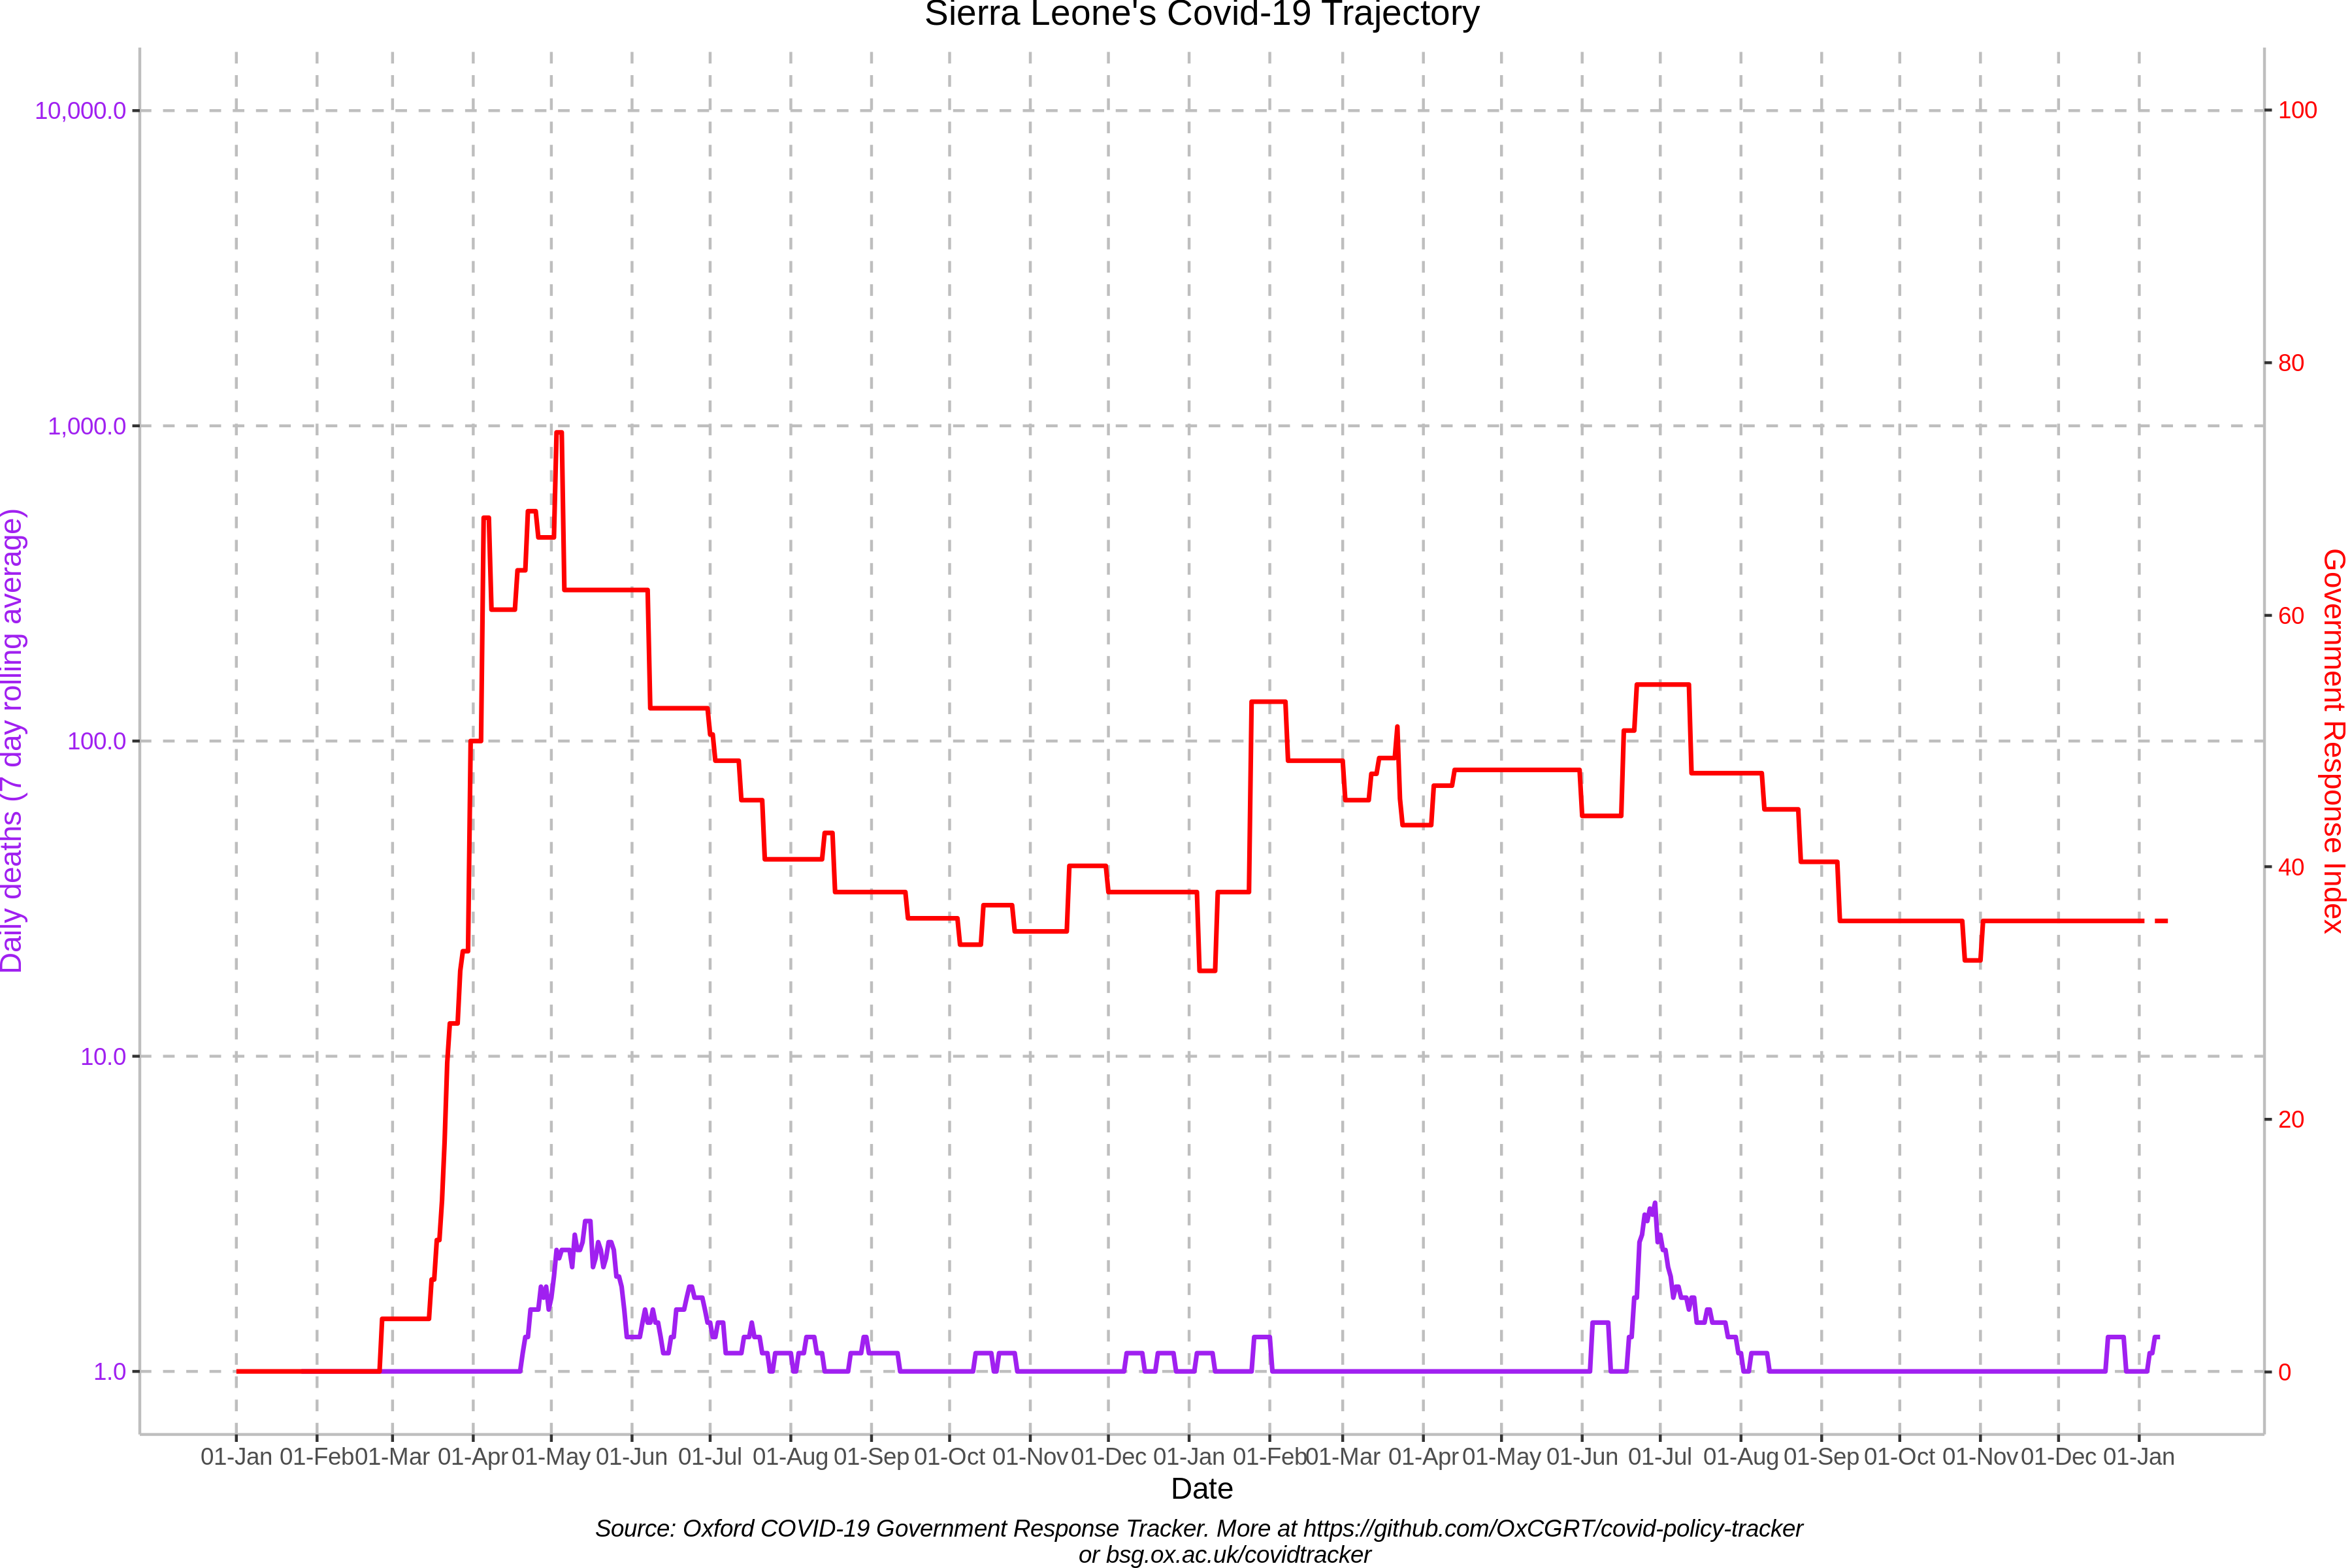 Sierra Leone's Covid-19 Trajectory
10,000.0
1,000.0
100.0
10.0
1.0
Daily deaths (7 day rolling average)
100
80
60
40
20
0
Government Response Index
01-Jan 01-Feb 01-Mar 01-Apr 01-May 01-Jun 01-Jul 01-Aug 01-Sep 01-Oct 01-Nov 01-Dec 01-Jan 01-Feb 01-Mar 01-Apr 01-May 01-Jun 01-Jul 01-Aug 01-Sep 01-Oct 01-Nov 01-Dec 01-Jan
Date
Source: Oxford COVID-19 Government Response Tracker. More at https://github.com/OxCGRT/covid-policy-tracker
or bsg.ox.ac.uk/covidtracker